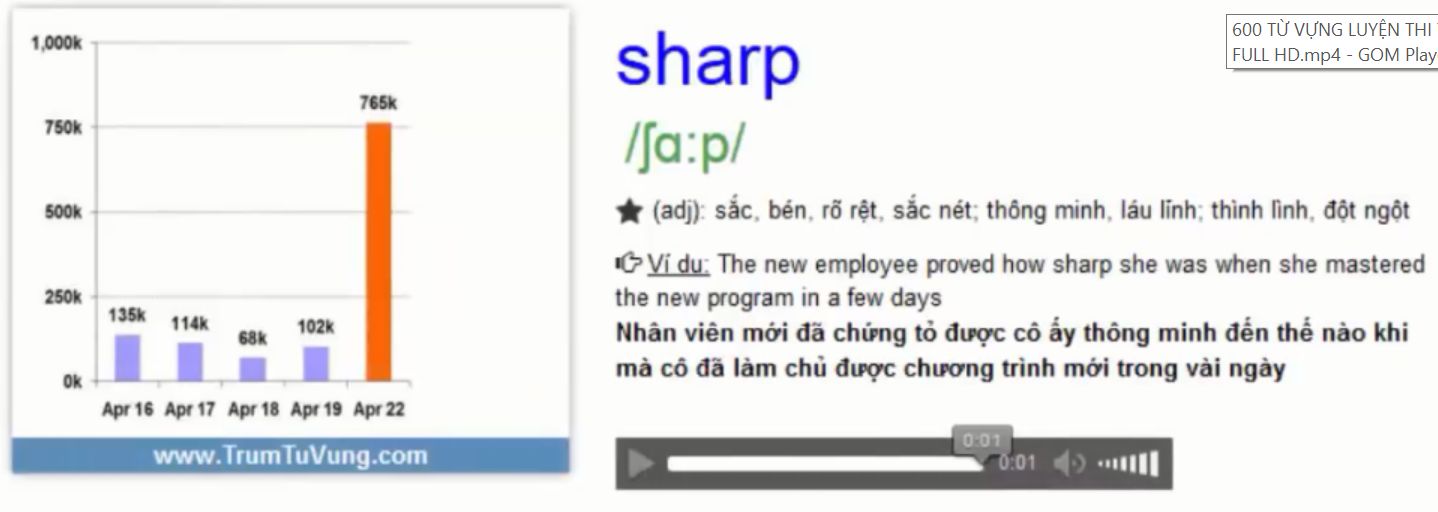 1,000k
750k
500k
250k
0k
135k
114k
68k
102k
765k
Apr 16 Apr 17 Apr 18 Apr 19 Apr 22
www.TrumTuVung.com
sharp
/ʃɑ:p/
(adj): sắc, bén, rõ rệt, sắc nét; thông minh, láu lĩnh; thình lình, đột ngột
Ví dụ: The new employee proved how sharp she was when she mastered
the new program in a few days
Nhân viên mới đã chứng tỏ được cô ấy thông minh đến thế nào khi
mà cô đã làm chủ được chương trình mới trong vài ngày
0:01
0:01
600 TỪ VỰNG LUYỆN THI
FULL HD.mp4 - GOM Play